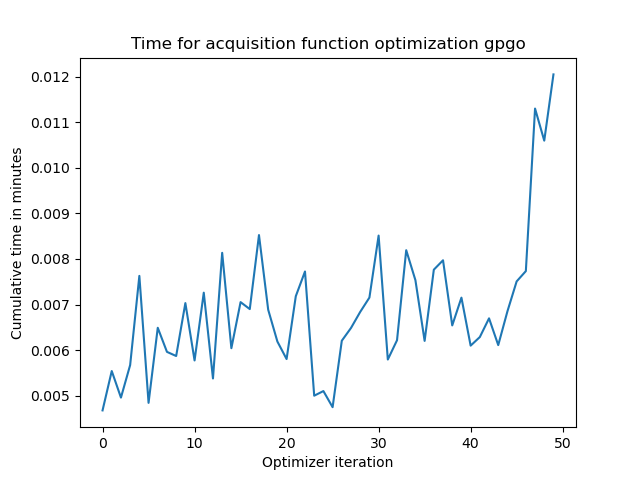 Time for acquisition function optimization gpgo
Cumulative time in minutes
0.012
0.011
0.010
0.009
0.008
0.007
0.006
0.005
0 10 20 30 40 50
Optimizer iteration